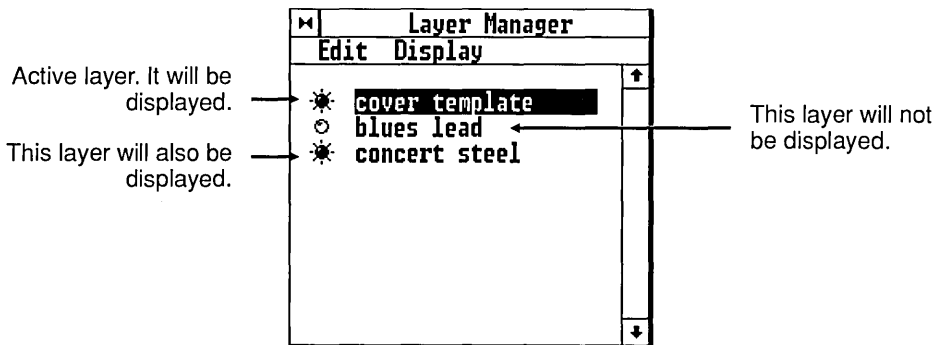 Layer Manager
Edit Display
Active layer. It will be
displayed.
cover template
blues lead
This layer will not
be displayed.
This layer will also be
displayed.
concert steel